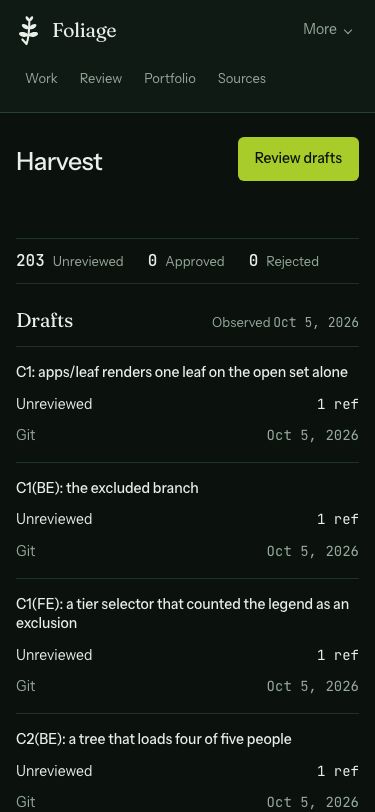 Foliage
More
Work Review Portfolio Sources
Harvest
Review drafts
203 Unreviewed 0 Approved 0 Rejected
Drafts
Observed Oct 5, 2026
C1: apps/leaf renders one leaf on the open set alone
Unreviewed 1 ref
Git Oct 5, 2026
C1(BE): the excluded branch
Unreviewed 1 ref
Git Oct 5, 2026
C1(FE): a tier selector that counted the legend as an
exclusion
Unreviewed 1 ref
Git Oct 5, 2026
C2(BE): a tree that loads four of five people
Unreviewed 1 ref
Git Oct 5, 2026